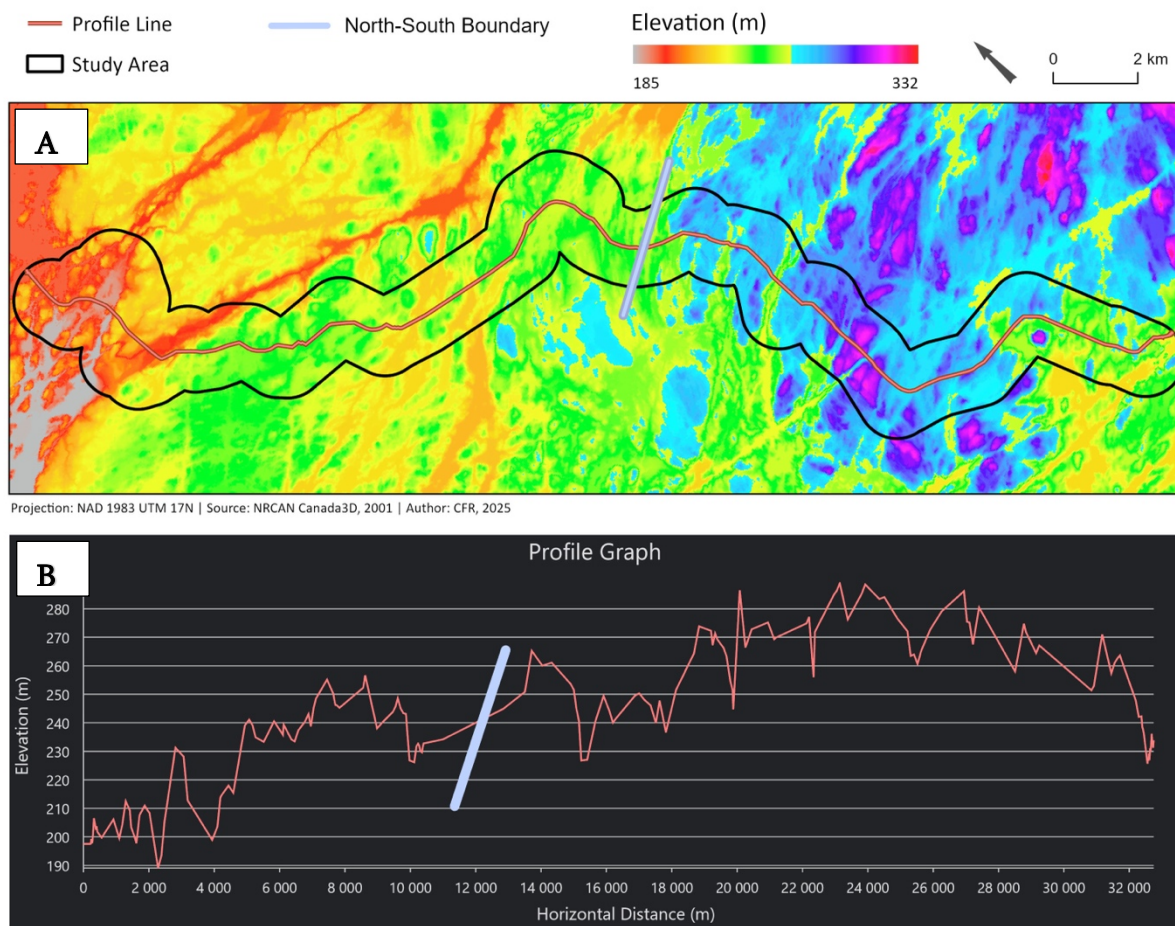 Profile Line
North-South Boundary
Study Area
Elevation (m)
185
332
0
2 km
A
Projection: NAD 1983 UTM 17N | Source: NRCAN Canada3D, 2001 | Author: CFR, 2025
B
Profile Graph
Elevation (m)
280
270
260
250
240
230
220
210
200
190
0 2 000 4 000 6 000 8 000 10 000 12 000 14 000 16 000 18 000 20 000 22 000 24 000 26 000 28 000 30 000 32 000
Horizontal Distance (m)